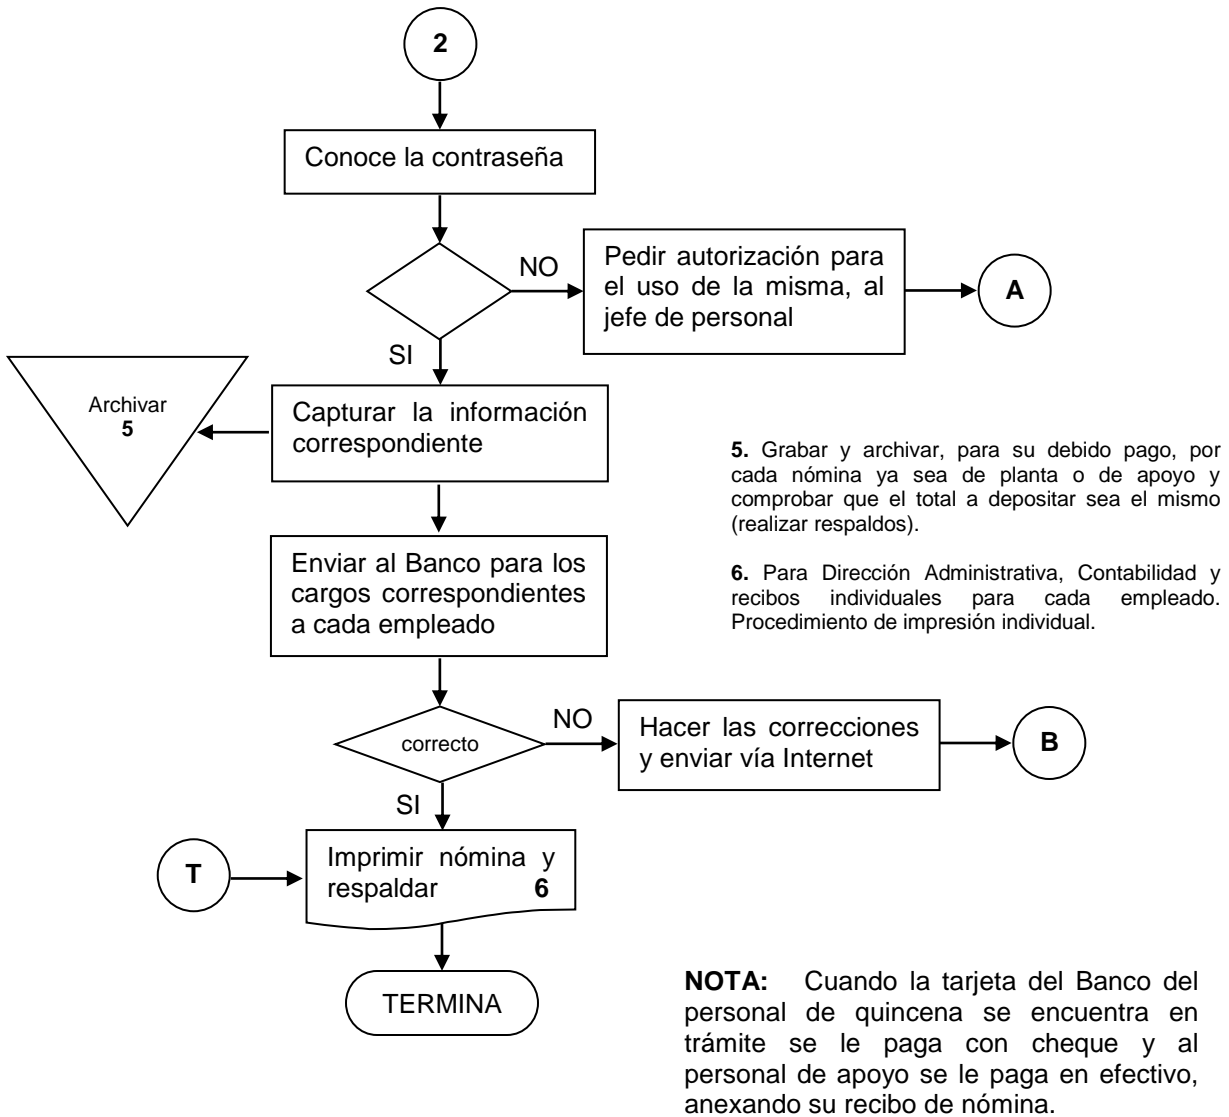 2
Conoce la contraseña
NO
Pedir autorización para
el uso de la misma, al
jefe de personal
A
SI
Archivar
5
Capturar la información
correspondiente
5. Grabar y archivar, para su debido pago, por
cada nómina ya sea de planta o de apoyo y
comprobar que el total a depositar sea el mismo
(realizar respaldos).
Enviar al Banco para los
cargos correspondientes
a cada empleado
6. Para Dirección Administrativa, Contabilidad y
recibos individuales para cada empleado.
Procedimiento de impresión individual.
correcto
NO
Hacer las correcciones
y enviar vía Internet
B
SI
T
Imprimir nómina y
respaldar 6
TERMINA
NOTA: Cuando la tarjeta del Banco del
personal de quincena se encuentra en
trámite se le paga con cheque y al
personal de apoyo se le paga en efectivo,
anexando su recibo de nómina.